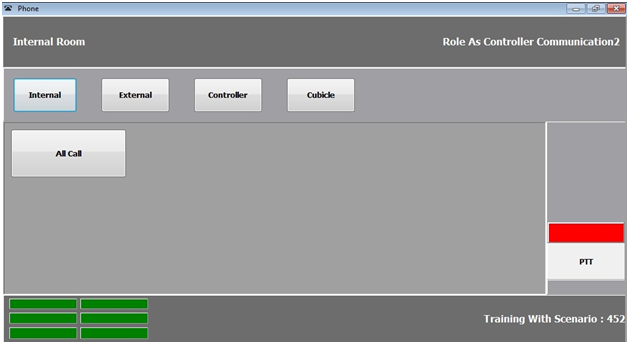 Phone
Internal Room
Role As Controller Communication2
Internal
External
Controller
Cubicle
All Call
PTT
Training With Scenario : 452